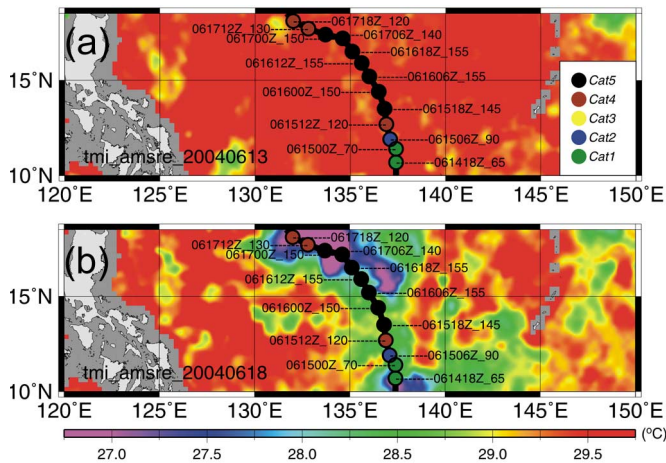 (a)
061712Z_130
061718Z_120
061700Z_150
061706Z_140
061618Z_155
061612Z_155
061606Z_155
061600Z_150
061518Z_145
061512Z_120
061506Z_90
061500Z_70
061418Z_65
15°N
10°N
Cat5
Cat4
Cat3
Cat2
Cat1
tmi_amsre_20040613
120°E 125°E 130°E 135°E 140°E 145°E 150°E
(b)
061712Z_130
061718Z_120
061700Z_150
061706Z_140
061618Z_155
061612Z_155
061606Z_155
061600Z_150
061518Z_145
061512Z_120
061506Z_90
061500Z_70
061418Z_65
15°N
10°N
tmi_amsre_20040618
120°E 125°E 130°E 135°E 140°E 145°E 150°E
(°C)
27.0 27.5 28.0 28.5 29.0 29.5